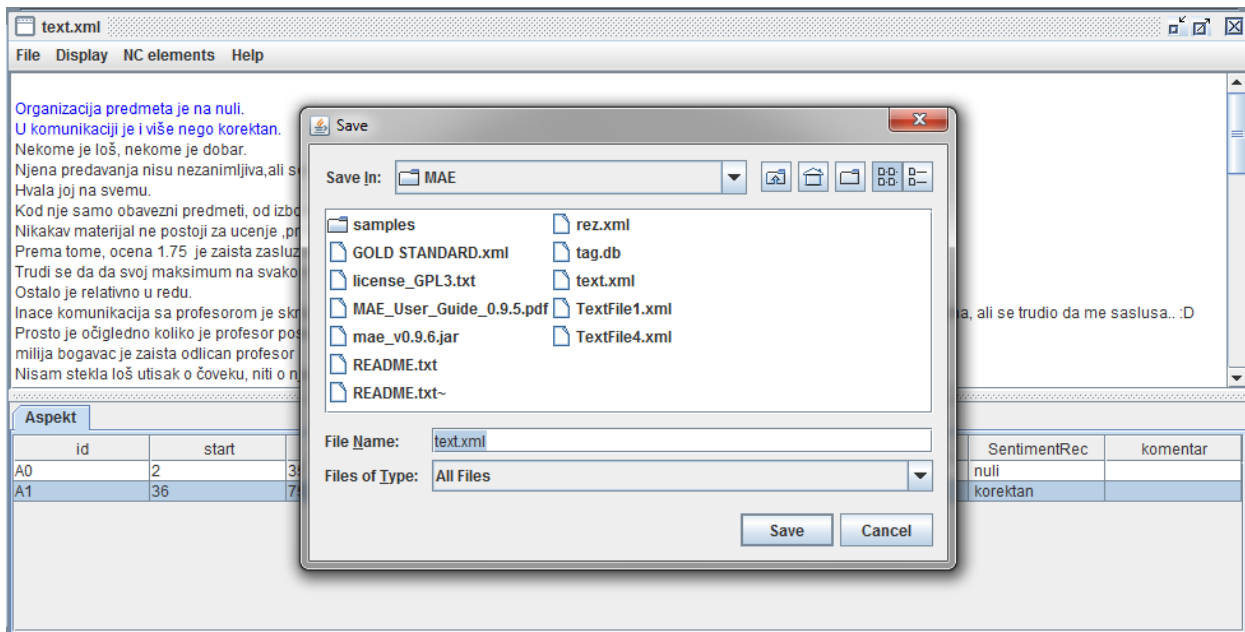 text.xml
File Display NC elements Help
Organizacija predmeta je na nuli.
U komunikaciji je i više nego korektan.
Nekome je loš, nekome je dobar.
Njena predavanja nisu nezanimljiva,ali
Hvala joj na svemu.
Kod nje samo obavezni predmeti, od
Nikakav materijal ne postoji za ucenje
Prema tome, ocena 1.75 je zaista
Trudi se da da svoj maksimum na
Ostalo je relativno u redu.
Inace komunikacija sa profesorom je
ali se trudio da me saslusa.. :D
Prosto je očigledno koliko je profesor
milija bogavac je zaista odlican profesor
Nisam stekla loš utisak o čoveku, niti o
Save
Save In: MAE
samples
GOLD STANDARD.xml
license_GPL3.txt
MAE_User_Guide_0.9.5.pdf
mae_v0.9.6.jar
README.txt
README.txt~
rez.xml
tag.db
text.xml
TextFile1.xml
TextFile4.xml
File Name: text.xml
Files of Type: All Files
Save Cancel
Aspekt
id start SentimentRec komentar
A0 2 nuli
A1 36 korektan